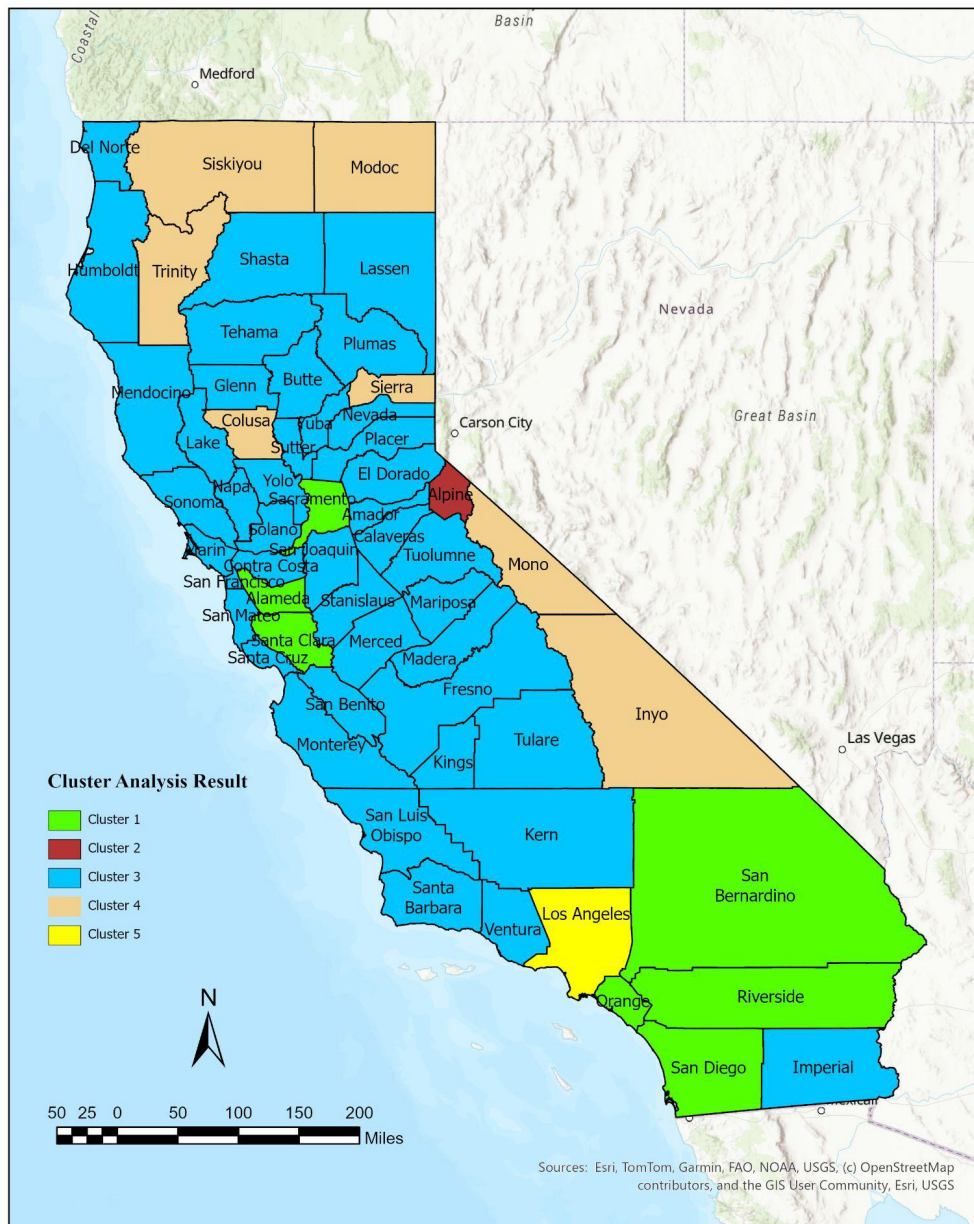 Coastal
Basin
Medford
Del Norte
Siskiyou
Modoc
Humboldt
Trinity
Shasta
Lassen
Nevada
Tehama
Plumas
Mendocino
Glenn
Butte
Sierra
Great Basin
Colusa
Lake
Yuba
Nevada
Sutter
Placer
Carson City
Sonoma
Napa
Yolo
El Dorado
Alpine
Sacramento
Amador
Solano
Calaveras
Marin
San Joaquin
Tuolumne
Contra Costa
Mono
San Francisco
Alameda
Stanislaus
Mariposa
San Mateo
Santa Clara
Merced
Santa Cruz
Madera
Fresno
San Benito
Inyo
Monterey
Kings
Tulare
Las Vegas
Cluster Analysis Result
Cluster 1
Cluster 2
Cluster 3
Cluster 4
Cluster 5
San Luis
Obispo
Kern
San
Bernardino
Santa
Barbara
Ventura
Los Angeles
Orange
Riverside
San Diego
Imperial
N
50 25 0 50 100 150 200
Miles
Sources: Esri, TomTom, Garmin, FAO, NOAA, USGS, (c) OpenStreetMap
contributors, and the GIS User Community, Esri, USGS